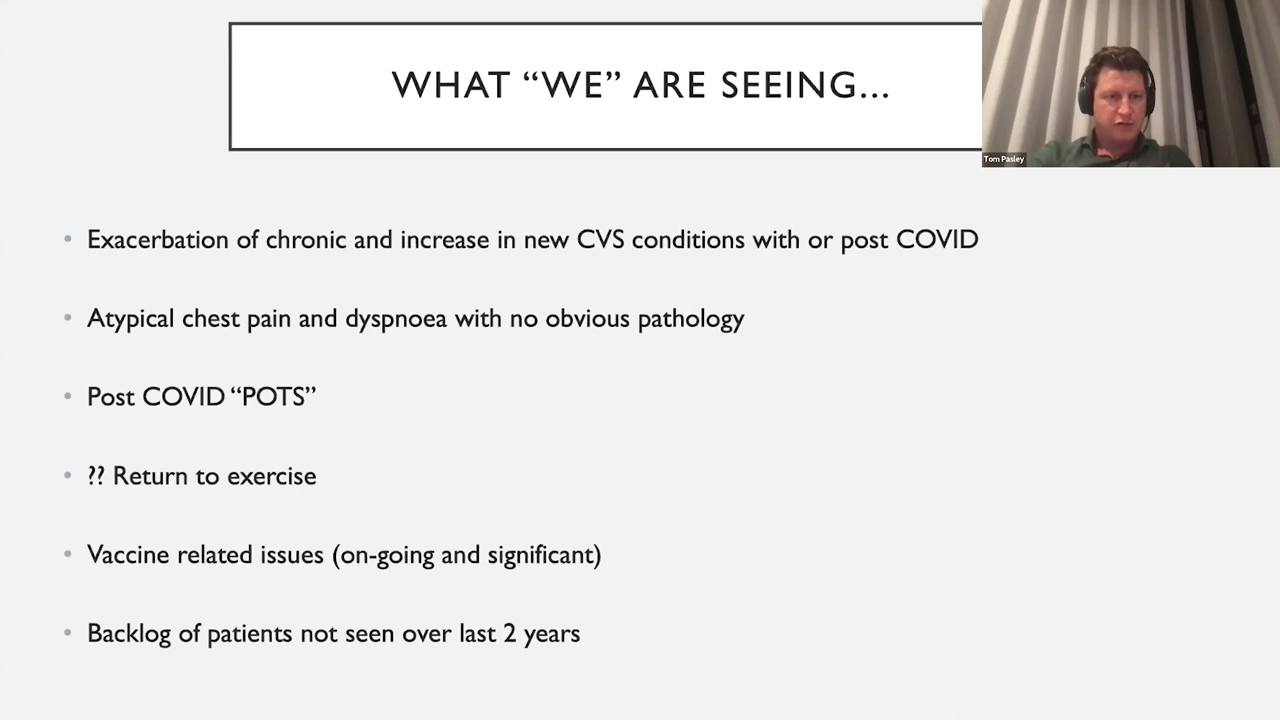 WHAT “WE” ARE SEEING...
Tom Pasley
• Exacerbation of chronic and increase in new CVS conditions with or post COVID
• Atypical chest pain and dyspnoea with no obvious pathology
• Post COVID “POTS”
• ?? Return to exercise
• Vaccine related issues (on-going and significant)
• Backlog of patients not seen over last 2 years